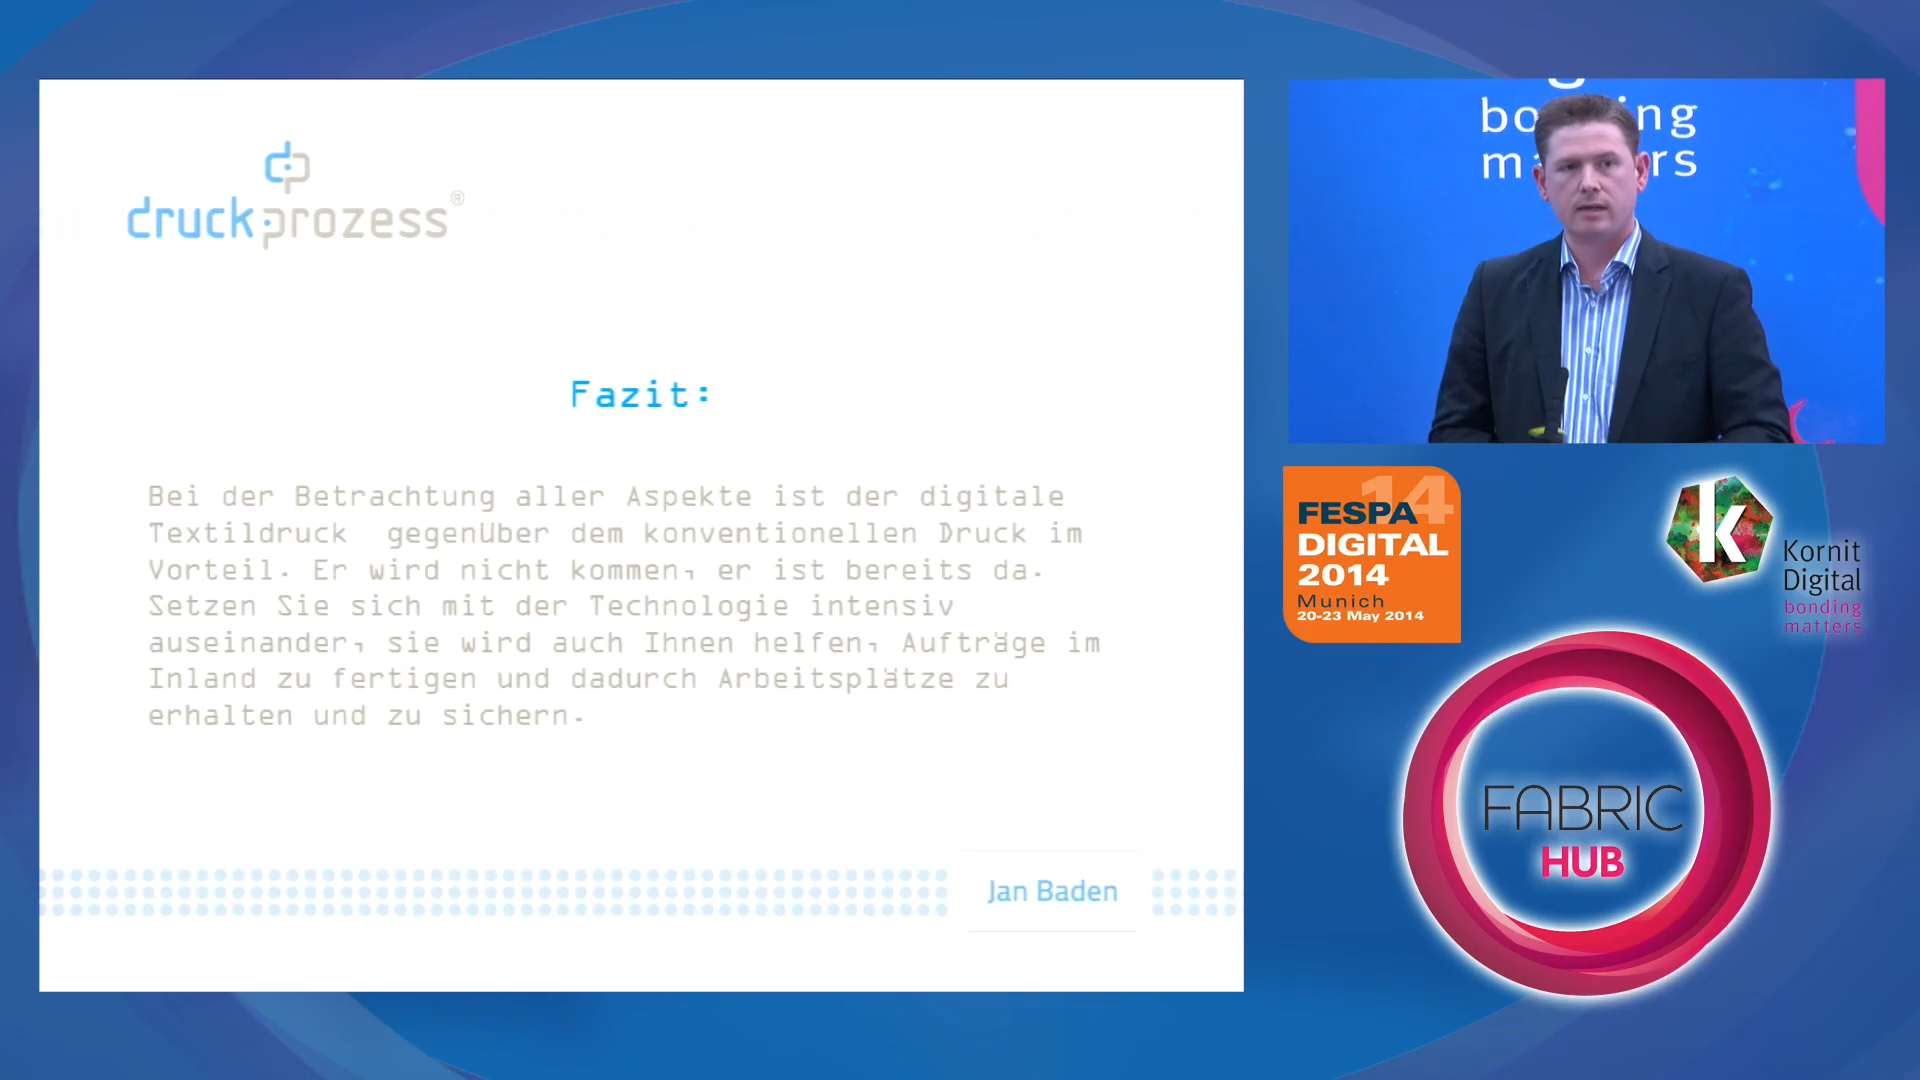 druckprozess®
Fazit:
Bei der Betrachtung aller Aspekte ist der digitale
Textildruck gegenüber dem konventionellen Druck im
Vorteil. Er wird nicht kommen, er ist bereits da.
Setzen Sie sich mit der Technologie intensiv
auseinander, sie wird auch Ihnen helfen, Aufträge im
Inland zu fertigen und dadurch Arbeitsplätze zu
erhalten und zu sichern.
Jan Baden
14
FESPA
DIGITAL
2014
Munich
20-23 May 2014
k
Kornit
Digital
bonding
matters
FABRIC
HUB